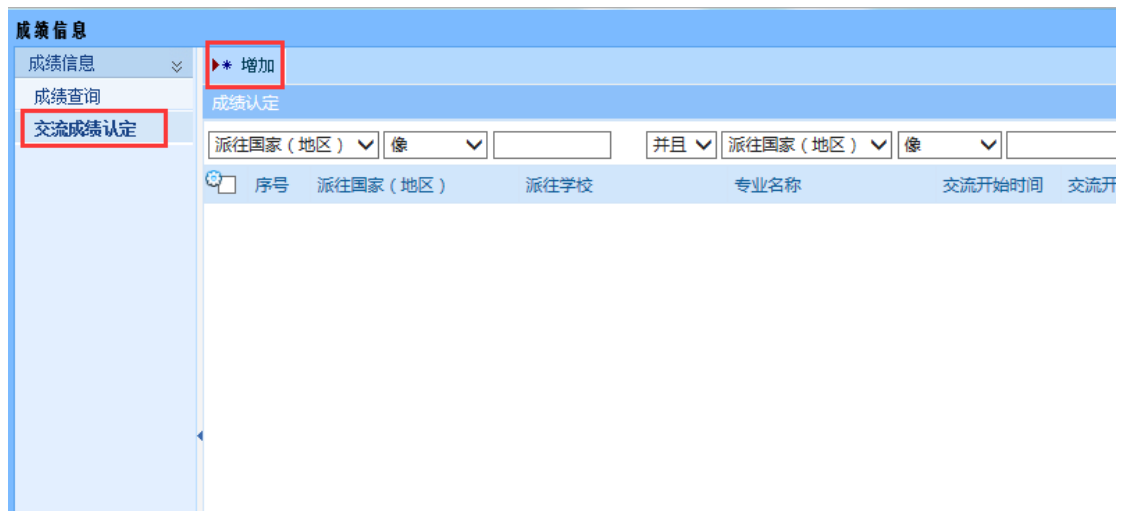 成绩信息
成绩信息
成绩查询
交流成绩认定
增加
成绩认定
派往国家（地区） 像 并且 派往国家（地区） 像
序号 派往国家（地区） 派往学校 专业名称 交流开始时间 交流开